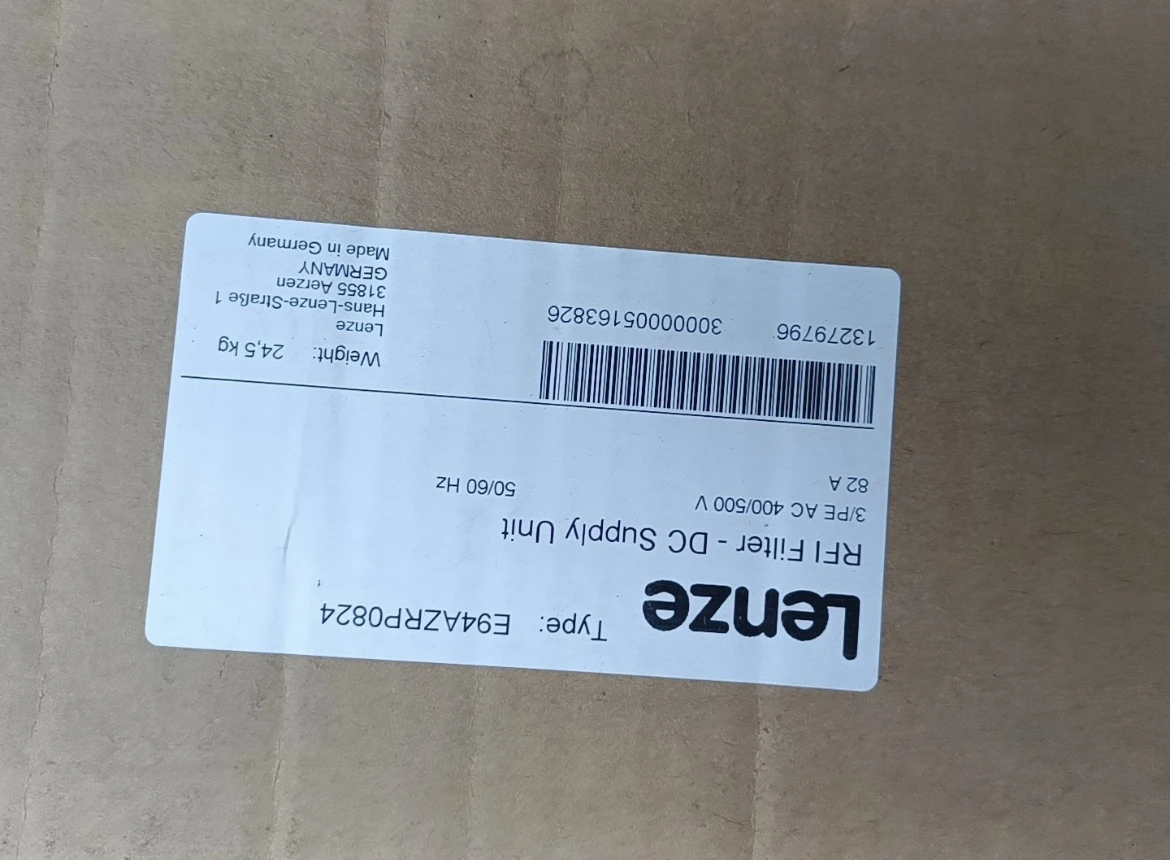 Lenze Type: E94AZRP0824
RFI Filter - DC Supply Unit
3/PE AC 400/500 V 50/60 Hz
82 A
13279796 3000005163826
Weight: 24,5 kg
Lenze
Hans-Lenze-Straße 1
31855 Aerzen
GERMANY
Made in Germany